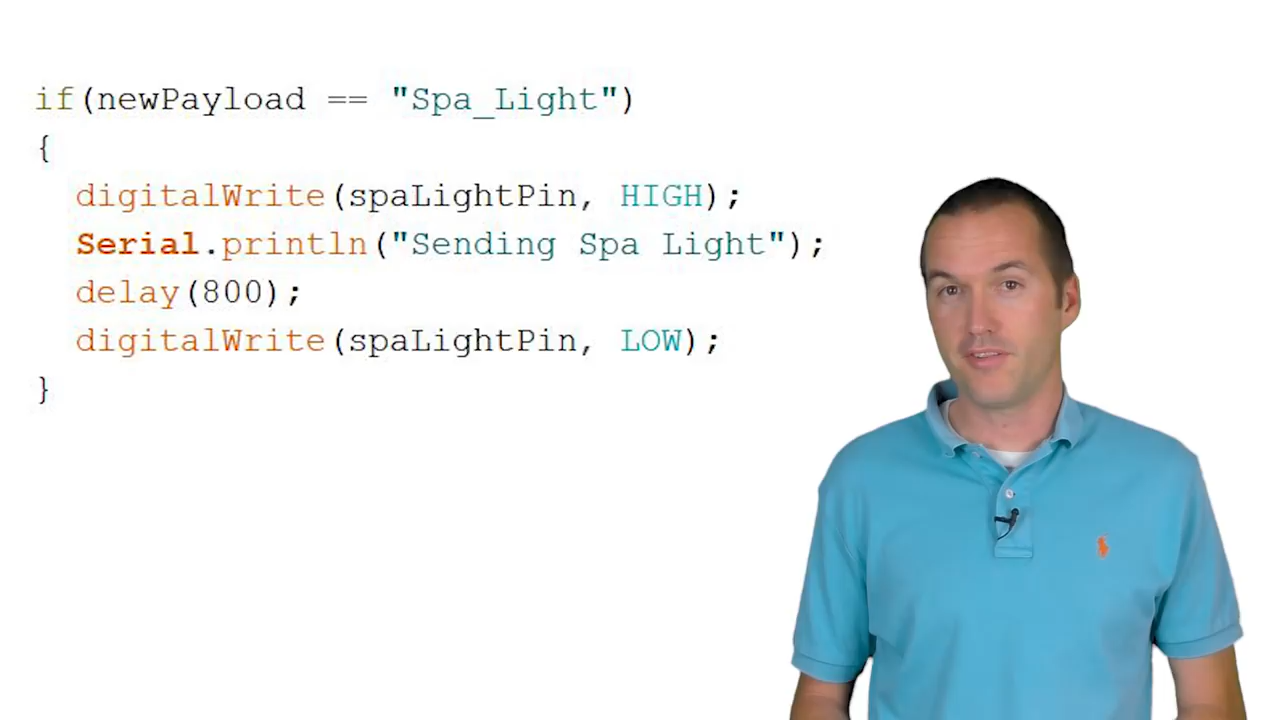 if(newPayload == "Spa_Light")
{
digitalWrite(spaLightPin, HIGH);
Serial.println("Sending Spa Light");
delay(800);
digitalWrite(spaLightPin, LOW);
}